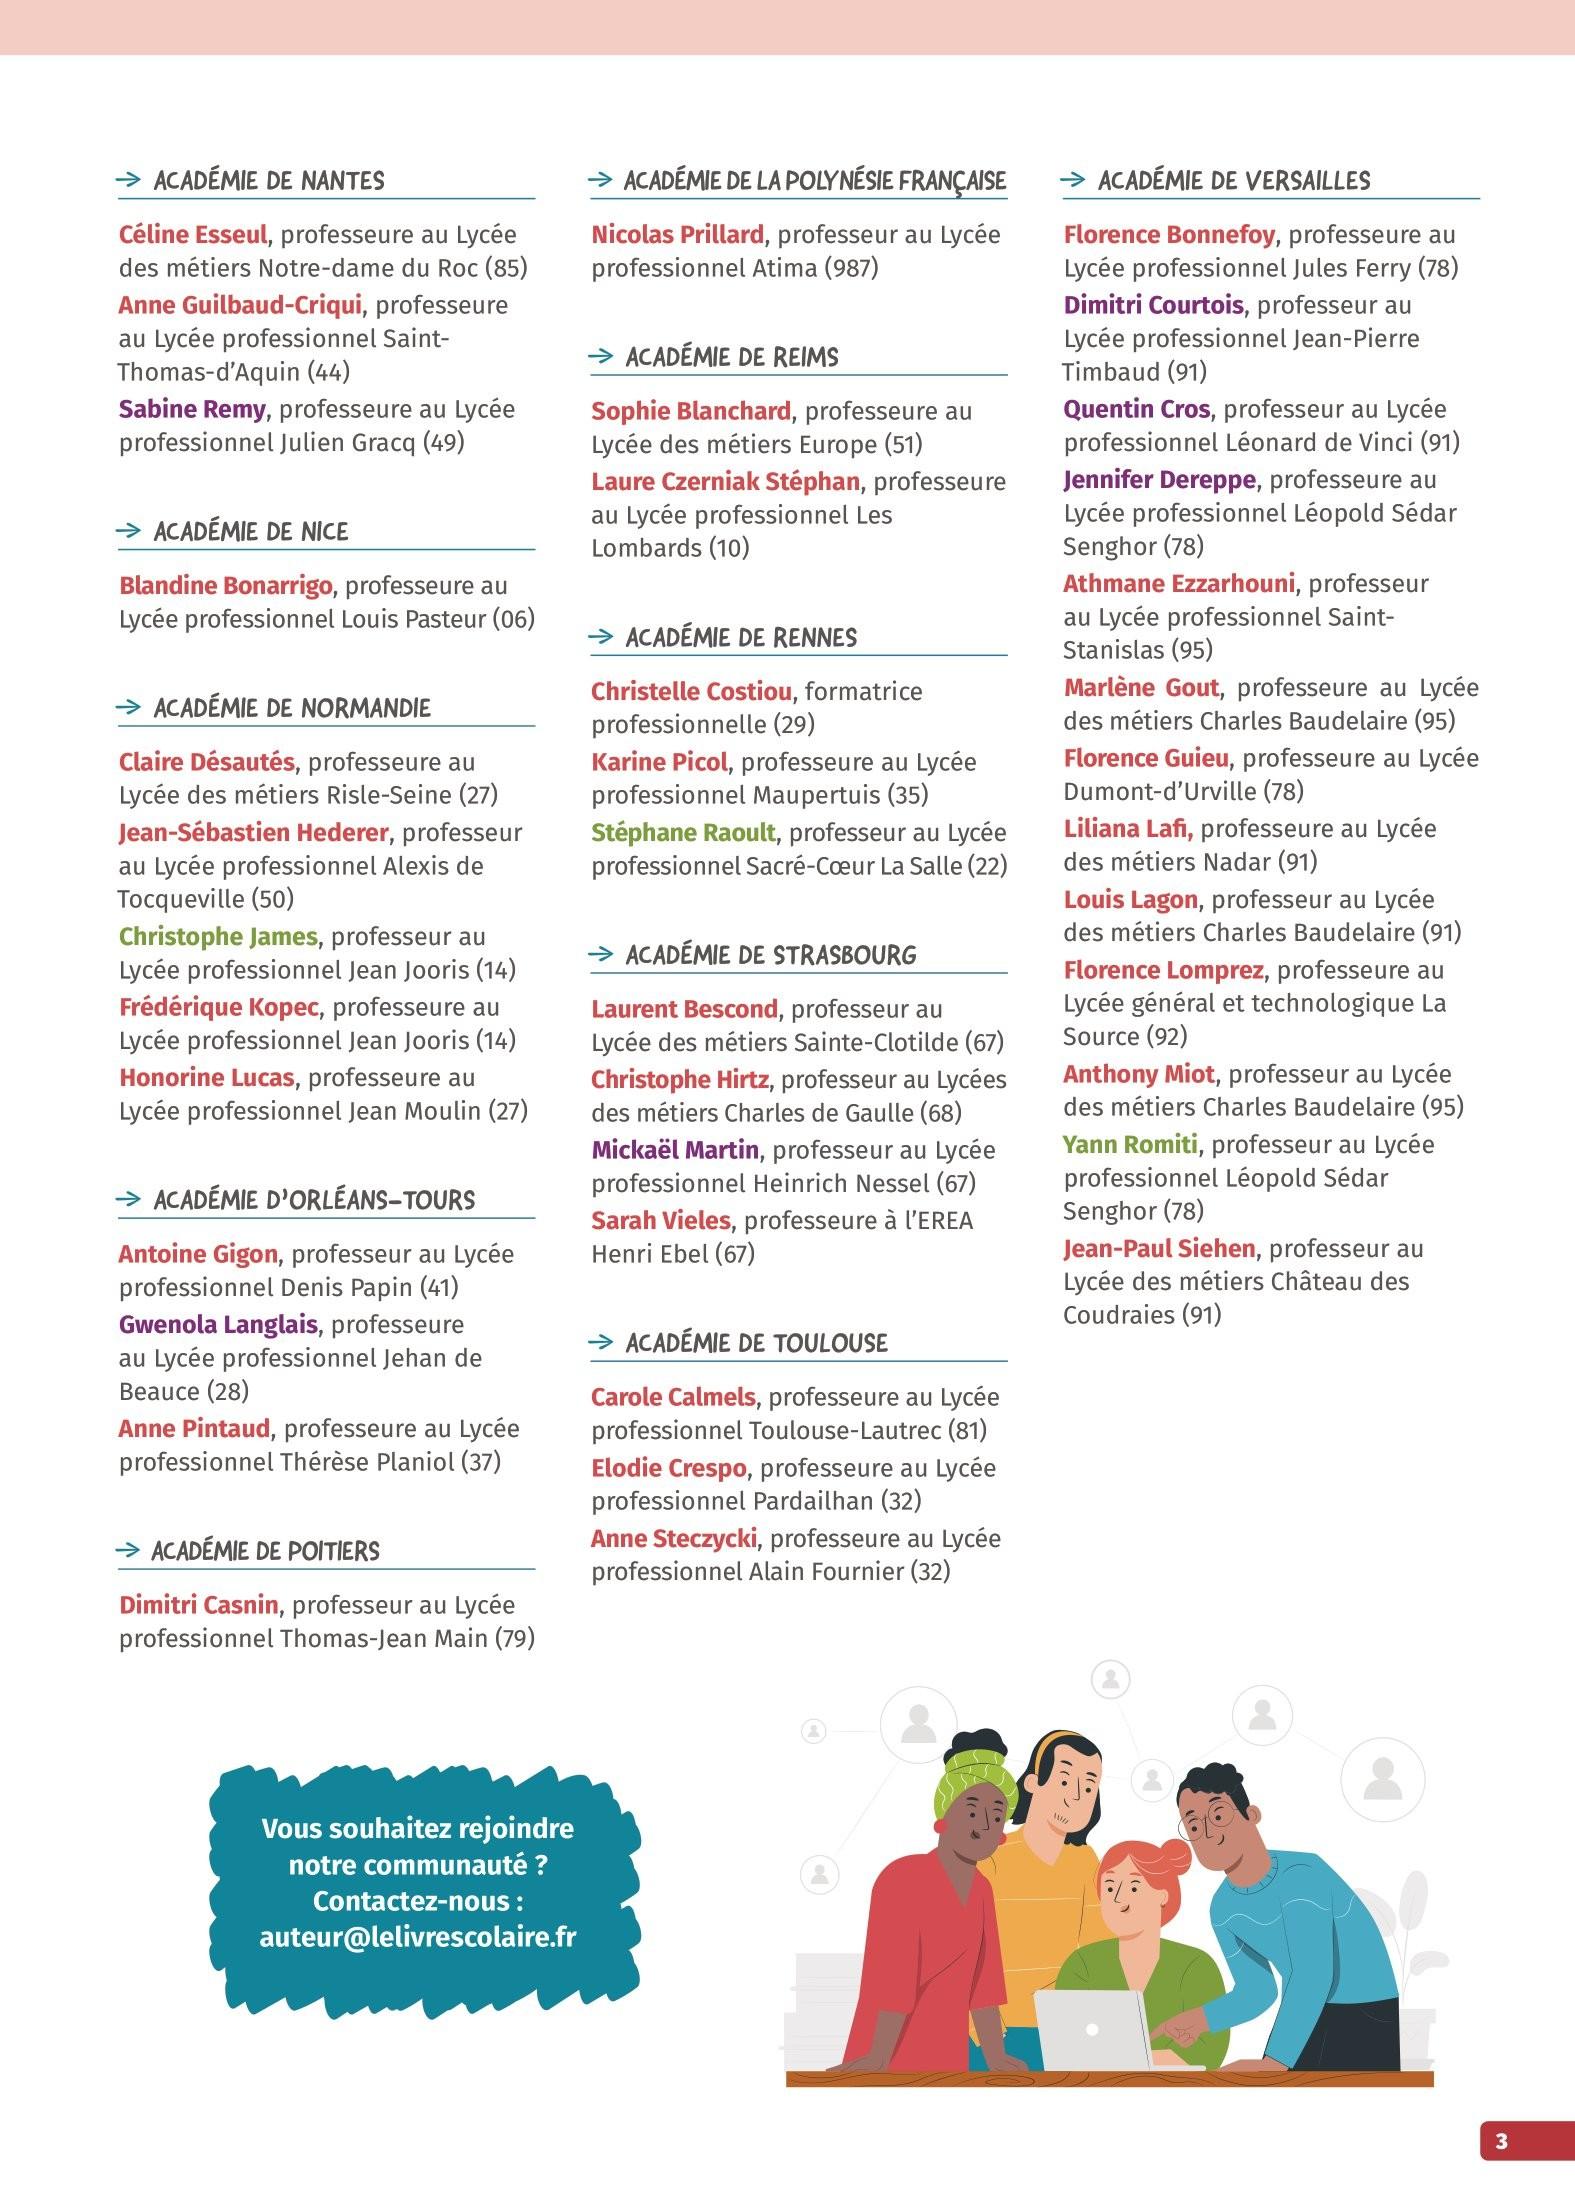 ACADÉMIE DE NANTES
Céline Esseul, professeure au Lycée
des métiers Notre-dame du Roc (85)
Anne Guilbaud-Criqui, professeure
au Lycée professionnel Saint-
Thomas-d’Aquin (44)
Sabine Remy, professeure au Lycée
professionnel Julien Gracq (49)
ACADÉMIE DE NICE
Blandine Bonarrigo, professeure au
Lycée professionnel Louis Pasteur (06)
ACADÉMIE DE NORMANDIE
Claire Désautés, professeure au
Lycée des métiers Risle-Seine (27)
Jean-Sébastien Hederer, professeur
au Lycée professionnel Alexis de
Tocqueville (50)
Christophe James, professeur au
Lycée professionnel Jean Jooris (14)
Frédérique Kopec, professeure au
Lycée professionnel Jean Jooris (14)
Honorine Lucas, professeure au
Lycée professionnel Jean Moulin (27)
ACADÉMIE D’ORLÉANS-TOURS
Antoine Gigon, professeur au Lycée
professionnel Denis Papin (41)
Gwenola Langlais, professeure
au Lycée professionnel Jehan de
Beauce (28)
Anne Pintaud, professeure au Lycée
professionnel Thérèse Planiol (37)
ACADÉMIE DE POITIERS
Dimitri Casnin, professeur au Lycée
professionnel Thomas-Jean Main (79)
ACADÉMIE DE LA POLYNÉSIE FRANÇAISE
Nicolas Prillard, professeur au Lycée
professionnel Atima (987)
ACADÉMIE DE REIMS
Sophie Blanchard, professeure au
Lycée des métiers Europe (51)
Laure Czerniak Stéphan, professeure
au Lycée professionnel Les
Lombards (10)
ACADÉMIE DE RENNES
Christelle Costiou, formatrice
professionnelle (29)
Karine Picol, professeure au Lycée
professionnel Maupertuis (35)
Stéphane Raoult, professeur au Lycée
professionnel Sacré-Cœur La Salle (22)
ACADÉMIE DE STRASBOURG
Laurent Bescond, professeur au
Lycée des métiers Sainte-Clotilde (67)
Christophe Hirtz, professeur au Lycées
des métiers Charles de Gaulle (68)
Mickaël Martin, professeur au Lycée
professionnel Heinrich Nessel (67)
Sarah Vieles, professeure à l’EREA
Henri Ebel (67)
ACADÉMIE DE TOULOUSE
Carole Calmels, professeure au Lycée
professionnel Toulouse-Lautrec (81)
Elodie Crespo, professeure au Lycée
professionnel Pardailhan (32)
Anne Steczycki, professeure au Lycée
professionnel Alain Fournier (32)
ACADÉMIE DE VERSAILLES
Florence Bonnefoy, professeure au
Lycée professionnel Jules Ferry (78)
Dimitri Courtois, professeur au
Lycée professionnel Jean-Pierre
Timbaud (91)
Quentin Cros, professeur au Lycée
professionnel Léonard de Vinci (91)
Jennifer Dereppe, professeure au
Lycée professionnel Léopold Sédar
Senghor (78)
Athmane Ezzarhouni, professeur
au Lycée professionnel Saint-
Stanislas (95)
Marlène Gout, professeure au Lycée
des métiers Charles Baudelaire (95)
Florence Guieu, professeure au Lycée
Dumont-d’Urville (78)
Liliana Lafi, professeure au Lycée
des métiers Nadar (91)
Louis Lagon, professeur au Lycée
des métiers Charles Baudelaire (91)
Florence Lomprez, professeure au
Lycée général et technologique La
Source (92)
Anthony Miot, professeur au Lycée
des métiers Charles Baudelaire (95)
Yann Romiti, professeur au Lycée
professionnel Léopold Sédar
Senghor (78)
Jean-Paul Siehen, professeur au
Lycée des métiers Château des
Coudraies (91)
Vous souhaitez rejoindre
notre communauté ?
Contactez-nous :
auteur@lelivrescolaire.fr
3